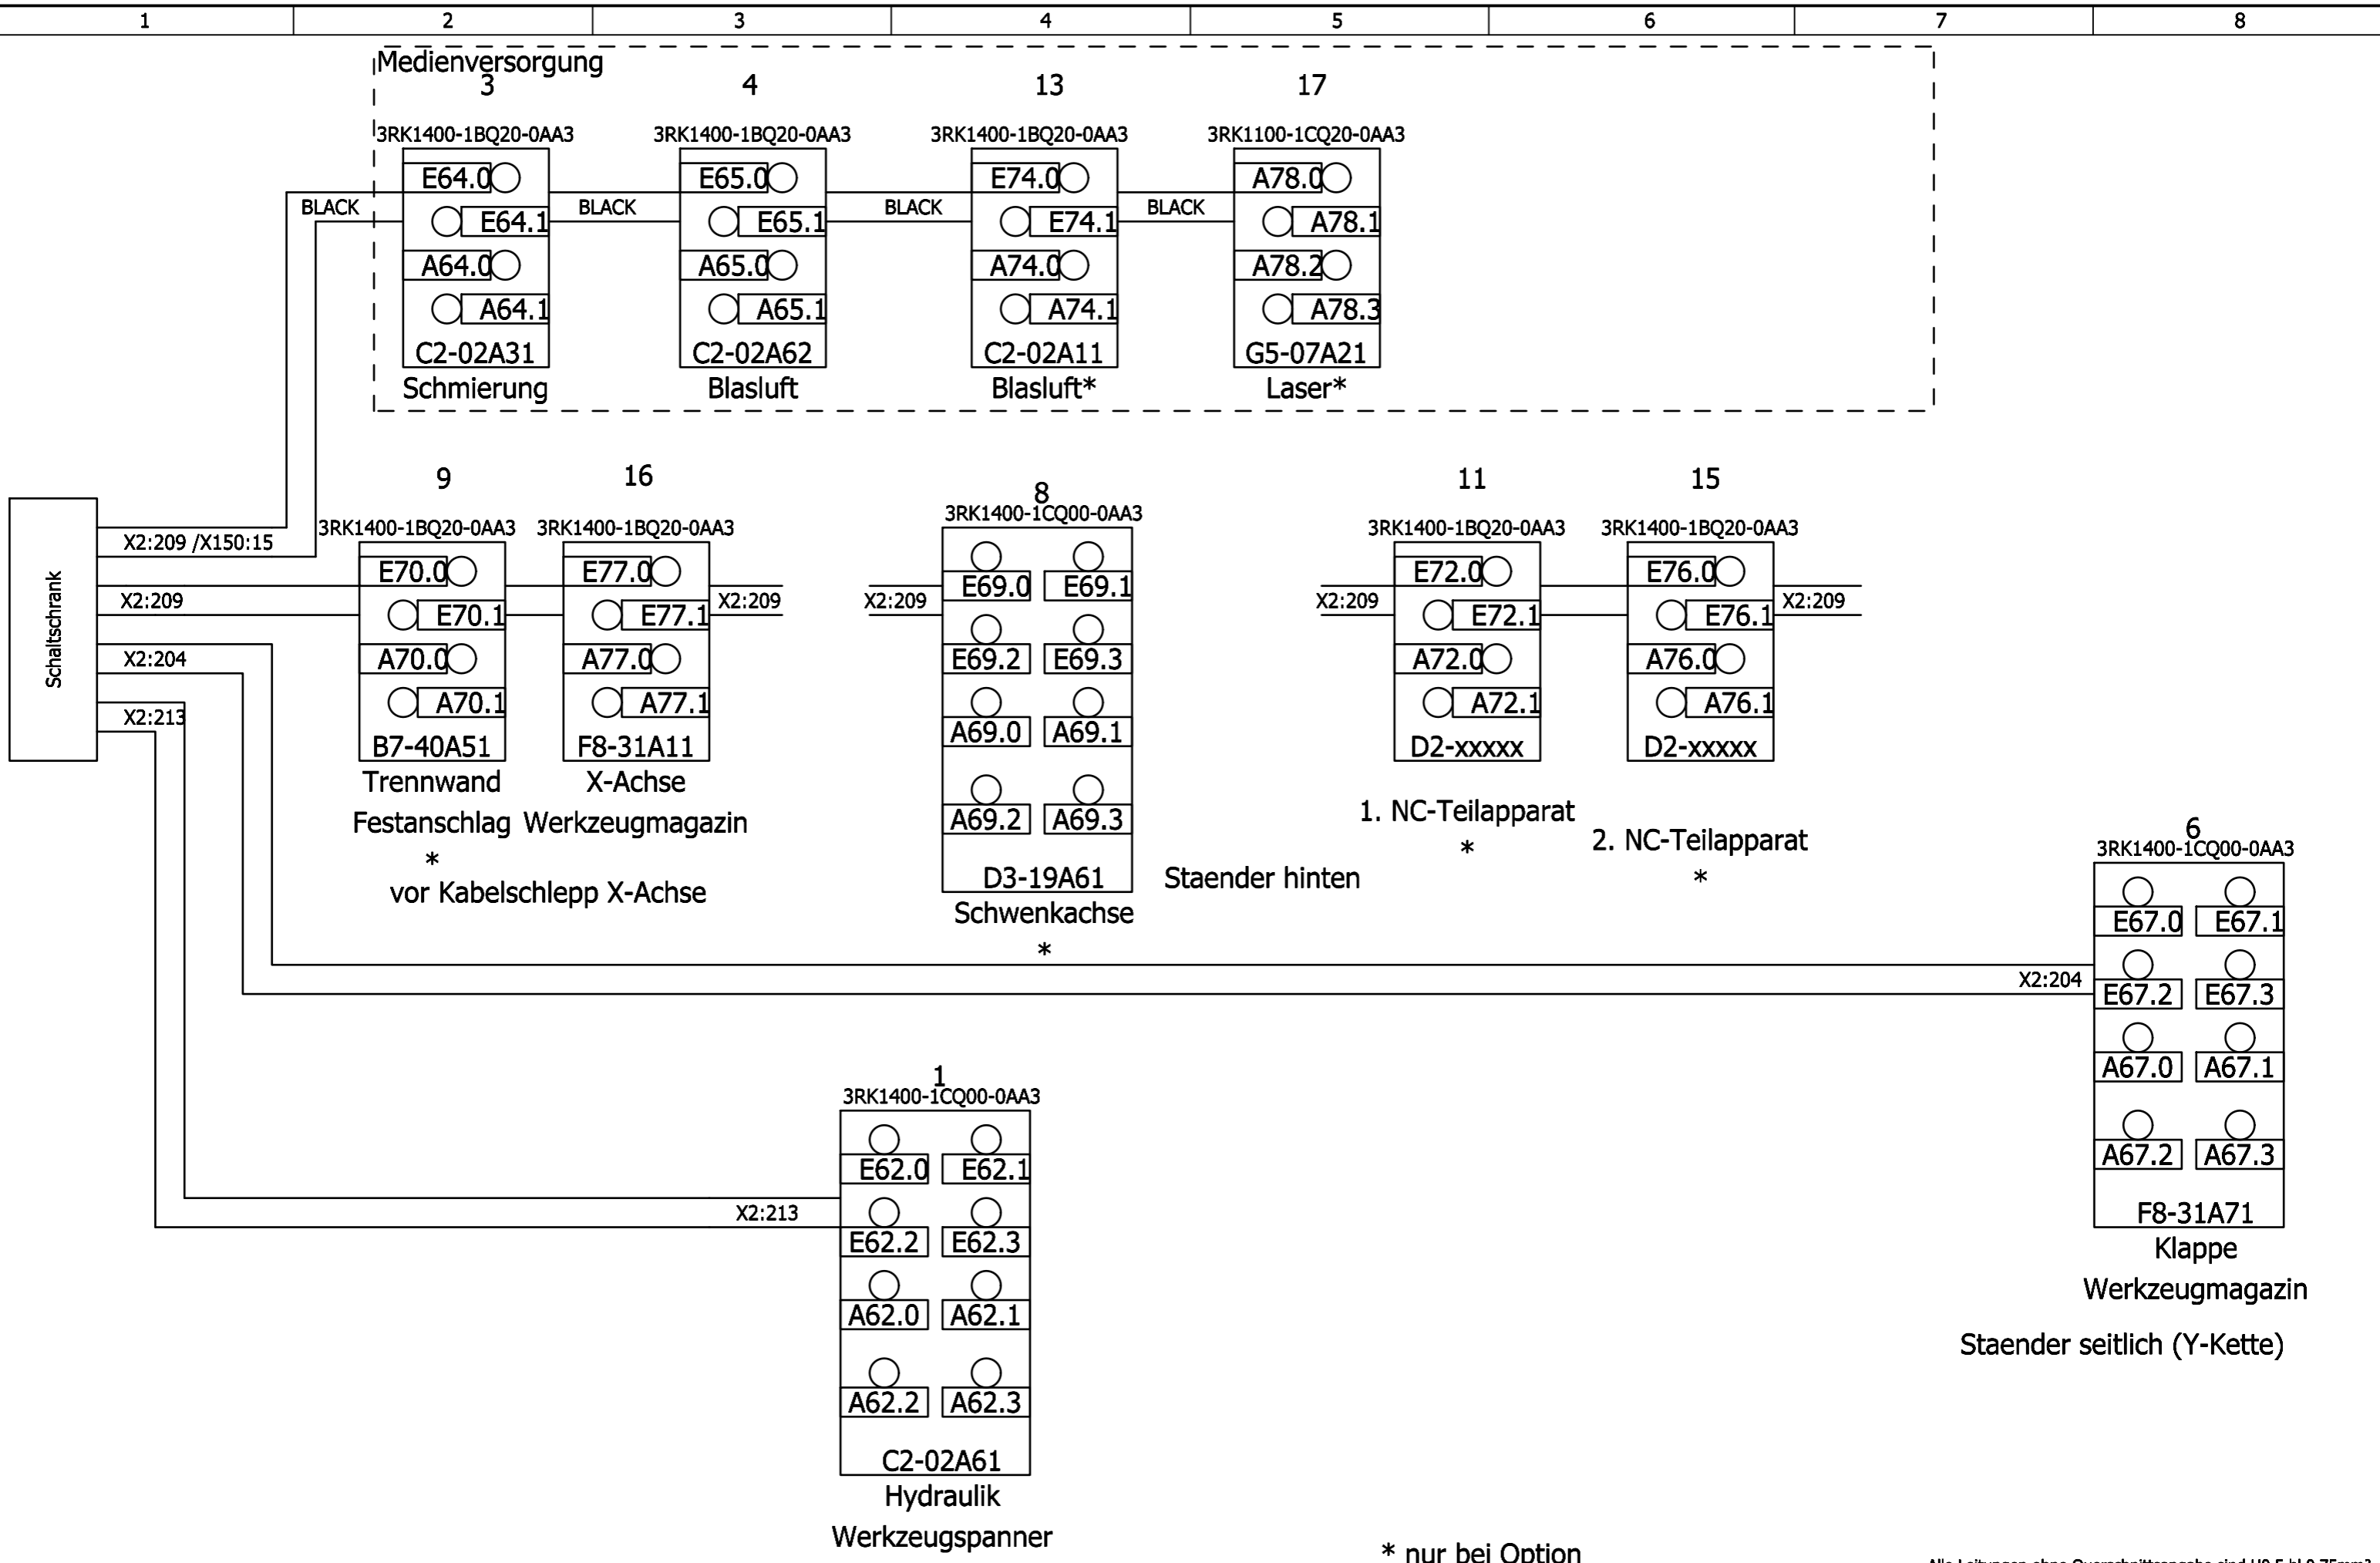 1 2 3 4 5 6 7 8
Medienversorgung
3 4 13 17
3RK1400-1BQ20-0AA3 3RK1400-1BQ20-0AA3 3RK1400-1BQ20-0AA3 3RK1100-1CQ20-0AA3
E64.0 E65.0 E74.0 A78.0
BLACK BLACK BLACK BLACK
E64.1 E65.1 E74.1 A78.1
A64.0 A65.0 A74.0 A78.2
A64.1 A65.1 A74.1 A78.3
C2-02A31 C2-02A62 C2-02A11 G5-07A21
Schmierung Blasluft Blasluft* Laser*
9 16 8 11 15
3RK1400-1BQ20-0AA3 3RK1400-1BQ20-0AA3 3RK1400-1CQ00-0AA3 3RK1400-1BQ20-0AA3 3RK1400-1BQ20-0AA3
Schaltschrank
X2:209 /X150:15
E70.0 E77.0 E69.0 E69.1 E72.0 E76.0
X2:209 X2:209 X2:209 X2:209 X2:209
E70.1 E77.1 E72.1 E76.1
X2:204
A70.0 A77.0 E69.2 E69.3 A72.0 A76.0
X2:213
A70.1 A77.1 A69.0 A69.1 A72.1 A76.1
B7-40A51 F8-31A11 D2-xxxxx D2-xxxxx
Trennwand X-Achse
Festanschlag Werkzeugmagazin
*
vor Kabelschlepp X-Achse
A69.2 A69.3
D3-19A61 Staender hinten
Schwenkachse
*
1. NC-Teilapparat
*
2. NC-Teilapparat
*
6
3RK1400-1CQ00-0AA3
E67.0 E67.1
X2:204
E67.2 E67.3
A67.0 A67.1
A67.2 A67.3
F8-31A71
Klappe
Werkzeugmagazin
Staender seitlich (Y-Kette)
1
3RK1400-1CQ00-0AA3
E62.0 E62.1
X2:213
E62.2 E62.3
A62.0 A62.1
A62.2 A62.3
C2-02A61
Hydraulik
Werkzeugspanner
* nur bei Option